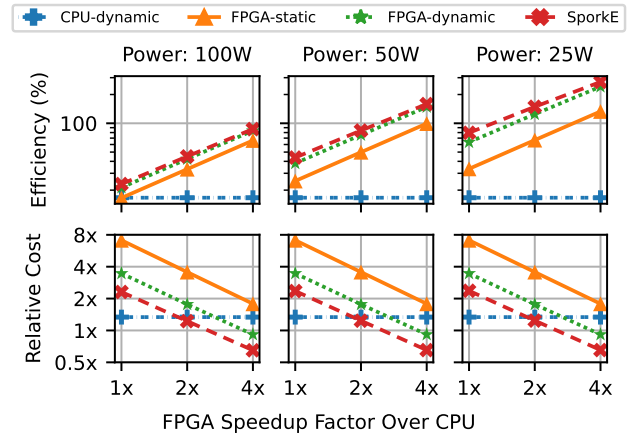 CPU-dynamic FPGA-static FPGA-dynamic SporkE
Power: 100W Power: 50W Power: 25W
Efficiency (%)
100
Relative Cost
8x
4x
2x
1x
0.5x
1x 2x 4x 1x 2x 4x 1x 2x 4x
FPGA Speedup Factor Over CPU